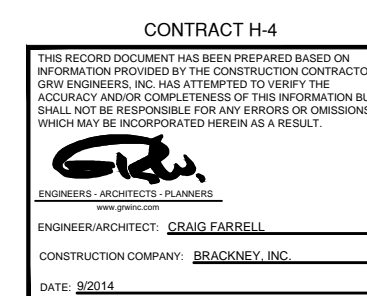 CONTRACT H-4
THIS RECORD DOCUMENT HAS BEEN PREPARED BASED ON
INFORMATION PROVIDED BY THE CONSTRUCTION CONTRACTO
GRW ENGINEERS, INC. HAS ATTEMPTED TO VERIFY THE
ACCURACY AND/OR COMPLETENESS OF THIS INFORMATION BU
SHALL NOT BE RESPONSIBLE FOR ANY ERRORS OR OMISSIONS
WHICH MAY BE INCORPORATED HEREIN AS A RESULT.
GRW.
ENGINEERS - ARCHITECTS - PLANNERS
www.grwinc.com
ENGINEER/ARCHITECT: CRAIG FARRELL
CONSTRUCTION COMPANY: BRACKNEY, INC.
DATE: 9/2014